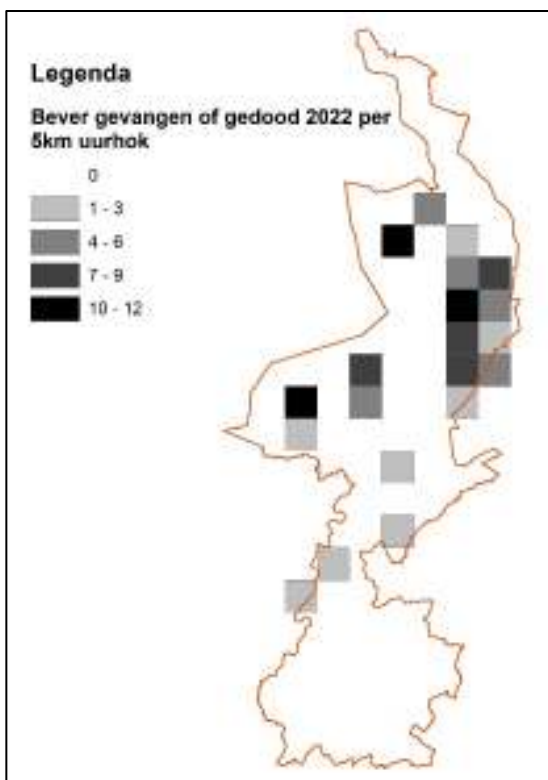 Legenda
Bever gevangen of gedood 2022 per
5km uurhok
0
1 - 3
4 - 6
7 - 9
10 - 12